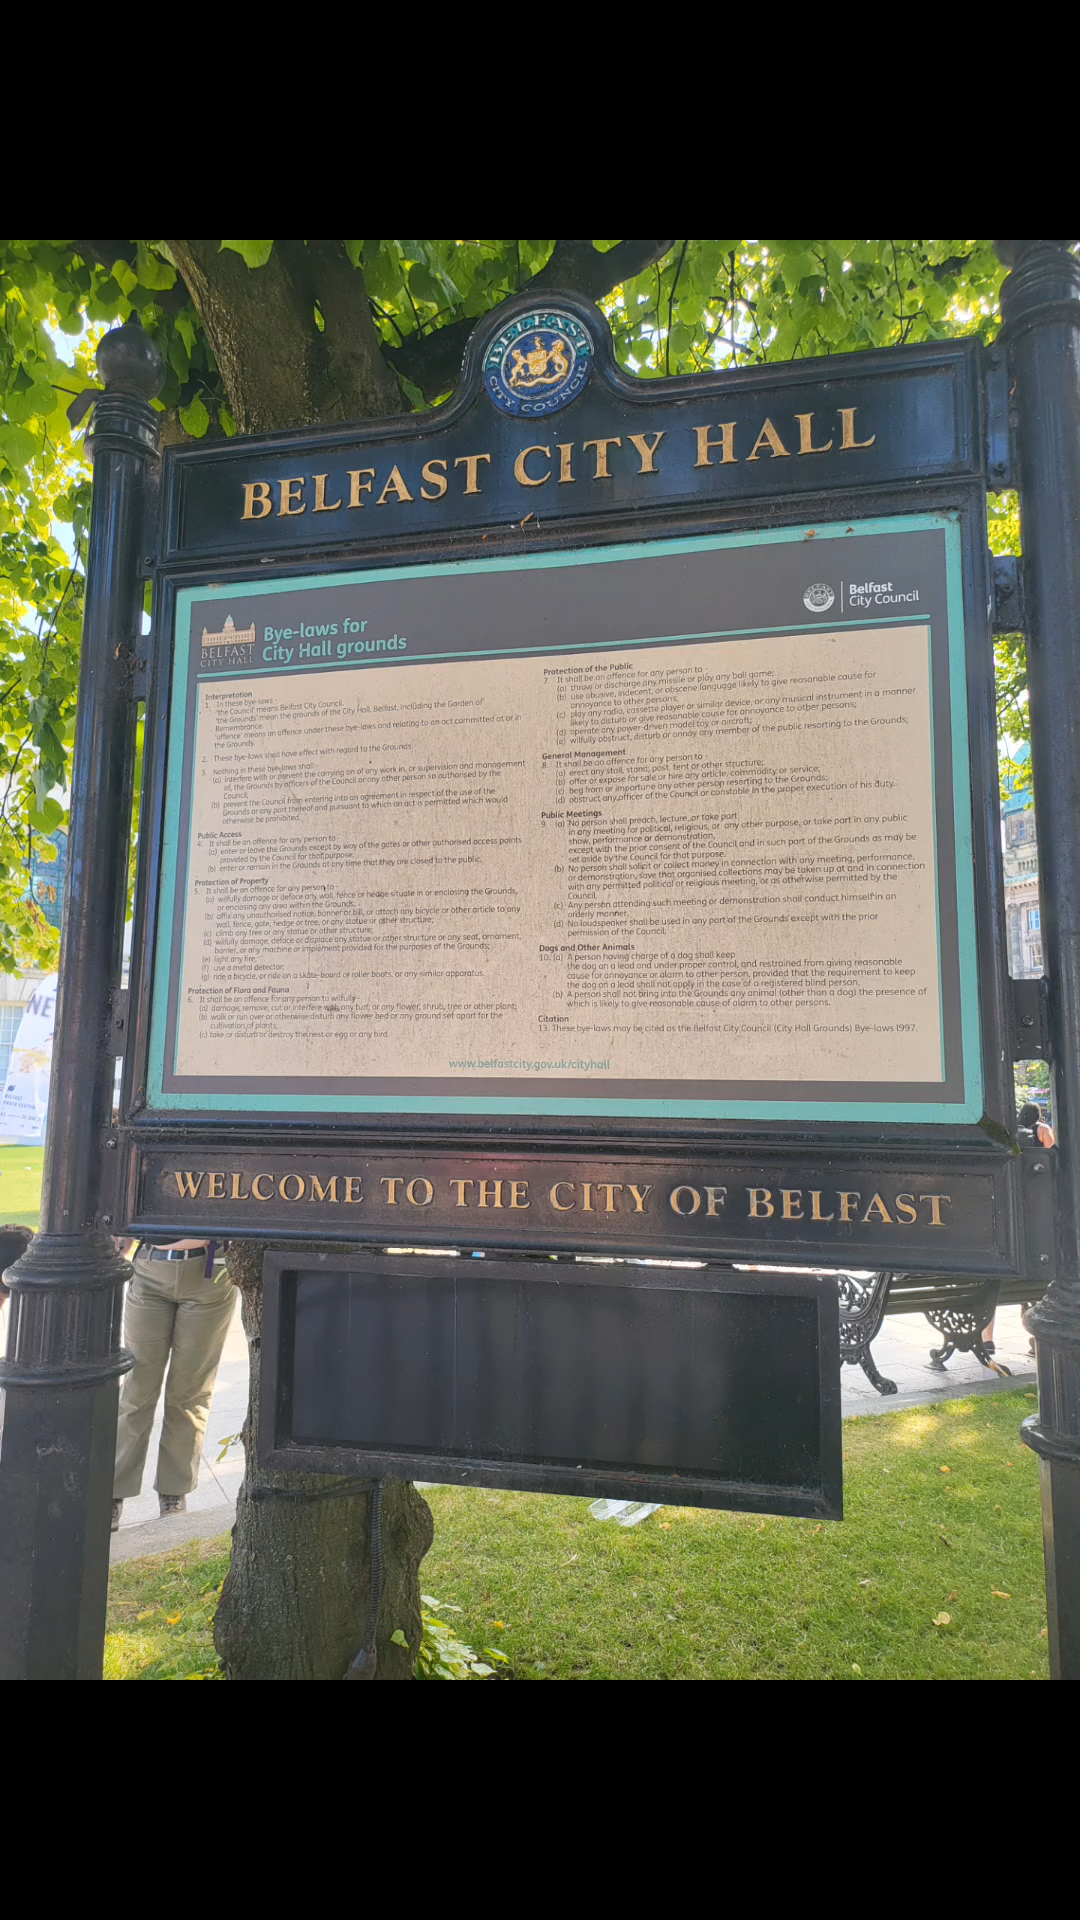 BELFAST
CITY COUNCIL
BELFAST CITY HALL
BELFAST
CITY HALL
Bye-laws for
City Hall grounds
Belfast
City Council
Interpretation
1. In these bye-laws -
'the Council' means Belfast City Council.
'the Grounds' mean the grounds of the City Hall, Belfast, including the Garden of
Remembrance.
'offence' means an offence under these bye-laws and relating to an act committed at or in
the Grounds.
2. These bye-laws shall have effect with regard to the Grounds.
3. Nothing in these bye-laws shall -
(a) interfere with or prevent the carrying on of any work in, or supervision and management
of, the Grounds by officers of the Council or any other person so authorised by the
Council;
(b) prevent the Council from entering into an agreement in respect of the use of the
Grounds or any part thereof and pursuant to which an act is permitted which would
otherwise be prohibited.
Public Access
4. It shall be an offence for any person to -
(a) enter or leave the Grounds except by way of the gates or other authorised access points
provided by the Council for that purpose;
(b) enter or remain in the Grounds at any time that they are closed to the public.
Protection of Property
5. It shall be an offence for any person to -
(a) wilfully damage or deface any wall, fence or hedge situate in or enclosing the Grounds,
or enclosing any area within the Grounds;
(b) affix any unauthorised notice, banner or bill, or attach any bicycle or other article to any
wall, fence, gate, hedge or tree, or any statue or other structure;
(c) climb any tree or any statue or other structure;
(d) wilfully damage, deface or displace any statue or other structure or any seat, ornament,
barrier, or any machine or implement provided for the purposes of the Grounds;
(e) light any fire;
(f) use a metal detector;
(g) ride a bicycle, or ride on a skate-board or roller boots, or any similar apparatus.
Protection of Flora and Fauna
6. It shall be an offence for any person to wilfully -
(a) damage, remove, cut or interfere with any turf, or any flower, shrub, tree or other plant;
(b) walk or run over or otherwise disturb any flower bed or any ground set apart for the
cultivation of plants;
(c) take or disturb or destroy the nest or egg or any bird.
Protection of the Public
7. It shall be an offence for any person to -
(a) throw or discharge any missile or play any ball game;
(b) use abusive, indecent, or obscene language likely to give reasonable cause for
annoyance to other persons;
(c) play any radio, cassette player or similar device, or any musical instrument in a manner
likely to disturb or give reasonable cause for annoyance to other persons;
(d) operate any power-driven model toy or aircraft;
(e) wilfully obstruct, disturb or annoy any member of the public resorting to the Grounds;
General Management
8. It shall be an offence for any person to -
(a) erect any stall, stand, post, tent or other structure;
(b) offer or expose for sale or hire any article, commodity or service;
(c) beg from or importune any other person resorting to the Grounds;
(d) obstruct any officer of the Council or constable in the proper execution of his duty.
Public Meetings
9. (a) No person shall preach, lecture, or take part
in any meeting for political, religious, or any other purpose, or take part in any public
show, performance or demonstration,
except with the prior consent of the Council and in such part of the Grounds as may be
set aside by the Council for that purpose.
(b) No person shall solicit or collect money in connection with any meeting, performance,
or demonstration, save that organised collections may be taken up at and in connection
with any permitted political or religious meeting, or as otherwise permitted by the
Council.
(c) Any person attending such meeting or demonstration shall conduct himself in an
orderly manner.
(d) No loudspeaker shall be used in any part of the Grounds except with the prior
permission of the Council.
Dogs and Other Animals
10. (a) A person having charge of a dog shall keep
the dog on a lead and under proper control, and restrained from giving reasonable
cause for annoyance or alarm to other person, provided that the requirement to keep
the dog on a lead shall not apply in the case of a registered blind person.
(b) A person shall not bring into the Grounds any animal (other than a dog) the presence of
which is likely to give reasonable cause of alarm to other persons.
Citation
13. These bye-laws may be cited as the Belfast City Council (City Hall Grounds) Bye-laws 1997.
www.belfastcity.gov.uk/cityhall
WELCOME TO THE CITY OF BELFAST
NE
BELFAST